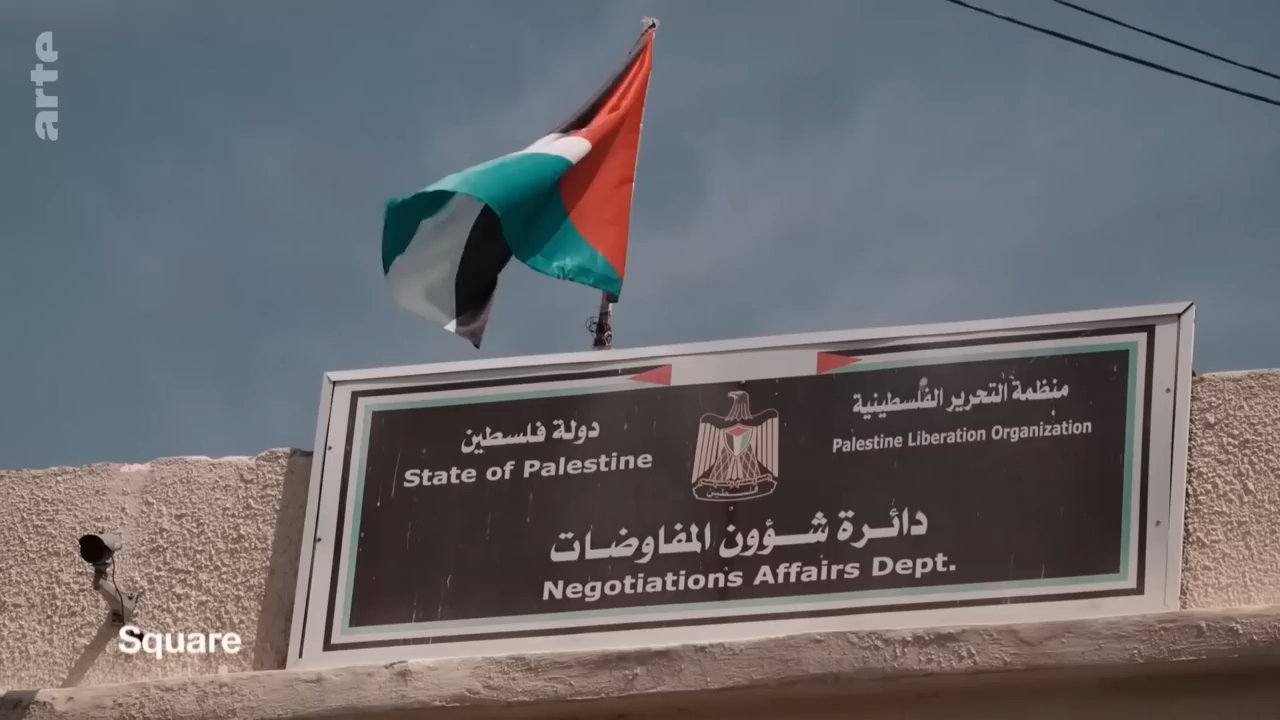 arte
دولة فلسطين
State of Palestine
منظمة التحرير الفلسطينية
Palestine Liberation Organization
فلسطين
دائرة شؤون المفاوضات
Negotiations Affairs Dept.
Square